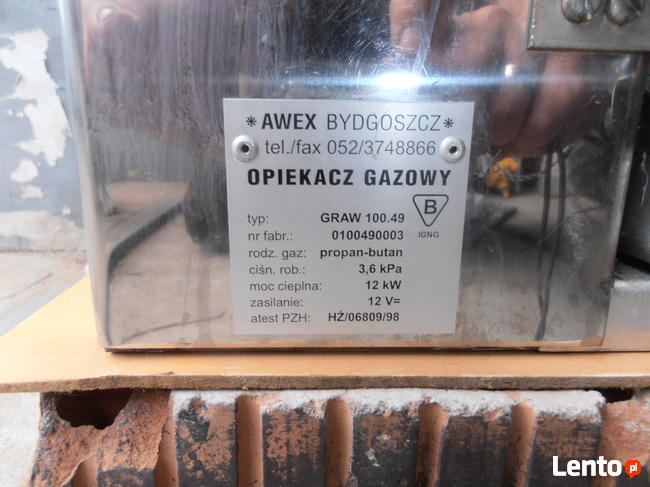 * AWEX BYDGOSZCZ *
tel./fax 052/3748866
OPIEKACZ GAZOWY
typ: GRAW 100.49
nr fabr.: 0100490003
rodz. gaz: propan-butan
ciśn. rob.: 3,6 kPa
moc cieplna: 12 kW
zasilanie: 12 V=
atest PZH: HŻ/06809/98
B
IGNG
Lento.pl